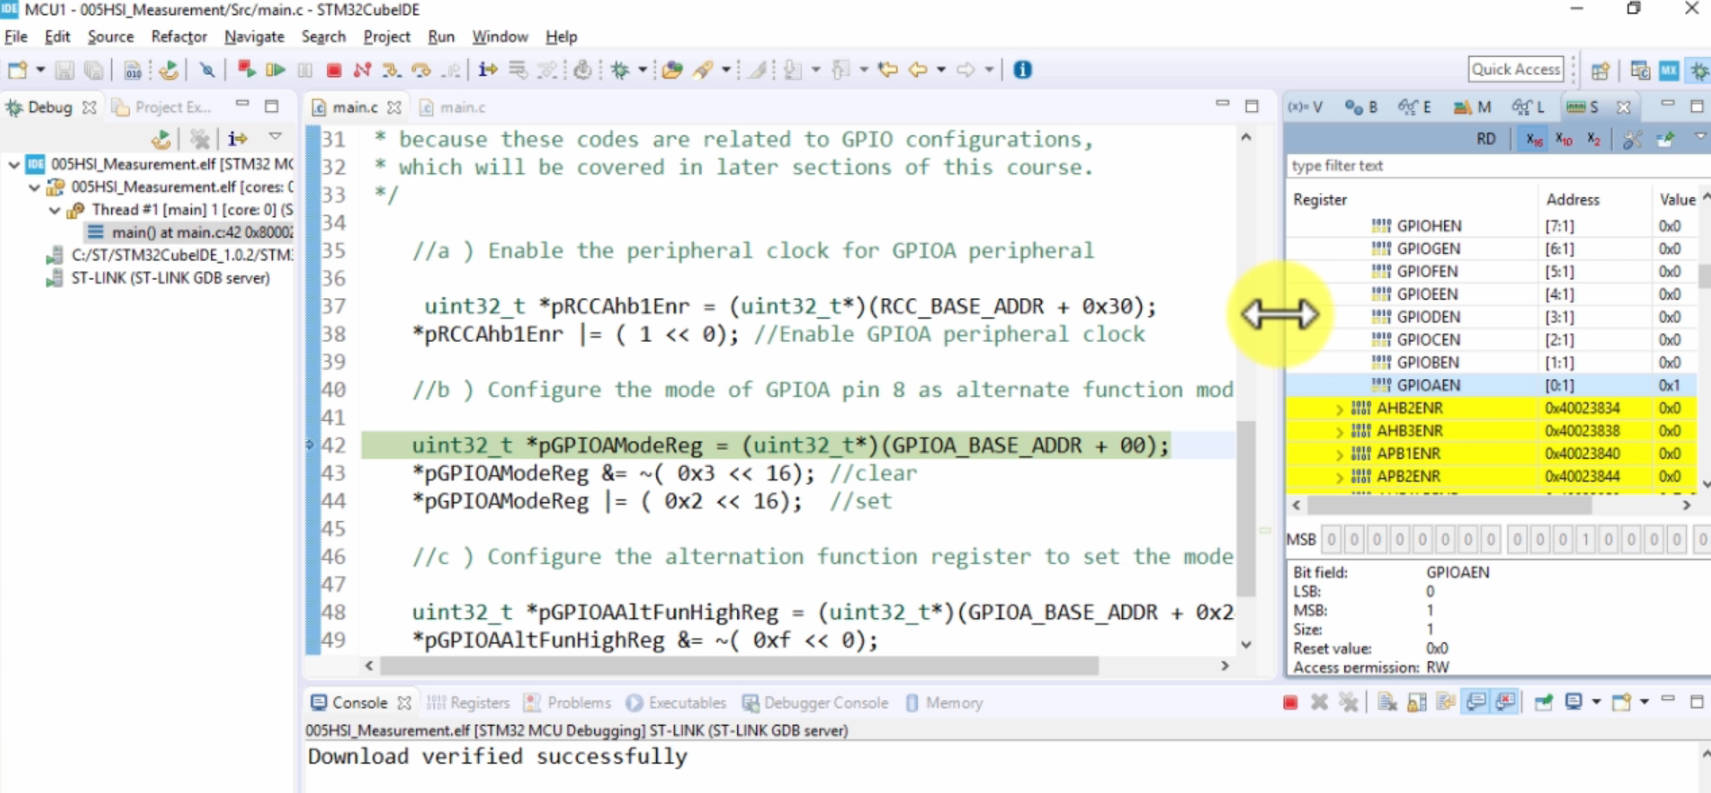 IDE MCU1 - 005HSI_Measurement/Src/main.c - STM32CubeIDE
File Edit Source Refactor Navigate Search Project Run Window Help
Quick Access
Debug Project Ex...
main.c main.c
(x)= V B E M L S
RD X16 X10 X2
IDE 005HSI_Measurement.elf [STM32 MC
005HSI_Measurement.elf [cores: 0
Thread #1 [main] 1 [core: 0] (S
main() at main.c:42 0x80002
C:/ST/STM32CubeIDE_1.0.2/STM3
ST-LINK (ST-LINK GDB server)
31 * because these codes are related to GPIO configurations,
32 * which will be covered in later sections of this course.
33 */
34
35 //a ) Enable the peripheral clock for GPIOA peripheral
36
37 uint32_t *pRCCAhb1Enr = (uint32_t*)(RCC_BASE_ADDR + 0x30);
38 *pRCCAhb1Enr |= ( 1 << 0); //Enable GPIOA peripheral clock
39
40 //b ) Configure the mode of GPIOA pin 8 as alternate function mod
41
42 uint32_t *pGPIOAModeReg = (uint32_t*)(GPIOA_BASE_ADDR + 00);
43 *pGPIOAModeReg &= ~( 0x3 << 16); //clear
44 *pGPIOAModeReg |= ( 0x2 << 16); //set
45
46 //c ) Configure the alternation function register to set the mode
47
48 uint32_t *pGPIOAAltFunHighReg = (uint32_t*)(GPIOA_BASE_ADDR + 0x2
49 *pGPIOAAltFunHighReg &= ~( 0xf << 0);
type filter text
Register Address Value
GPIOHEN [7:1] 0x0
GPIOGEN [6:1] 0x0
GPIOFEN [5:1] 0x0
GPIOEEN [4:1] 0x0
GPIODEN [3:1] 0x0
GPIOCEN [2:1] 0x0
GPIOBEN [1:1] 0x0
GPIOAEN [0:1] 0x1
AHB2ENR 0x40023834 0x0
AHB3ENR 0x40023838 0x0
APB1ENR 0x40023840 0x0
APB2ENR 0x40023844 0x0
MSB 0 0 0 0 0 0 0 0 0 0 0 1 0 0 0 0 0
Bit field: GPIOAEN
LSB: 0
MSB: 1
Size: 1
Reset value: 0x0
Access permission: RW
Console Registers Problems Executables Debugger Console Memory
005HSI_Measurement.elf [STM32 MCU Debugging] ST-LINK (ST-LINK GDB server)
Download verified successfully